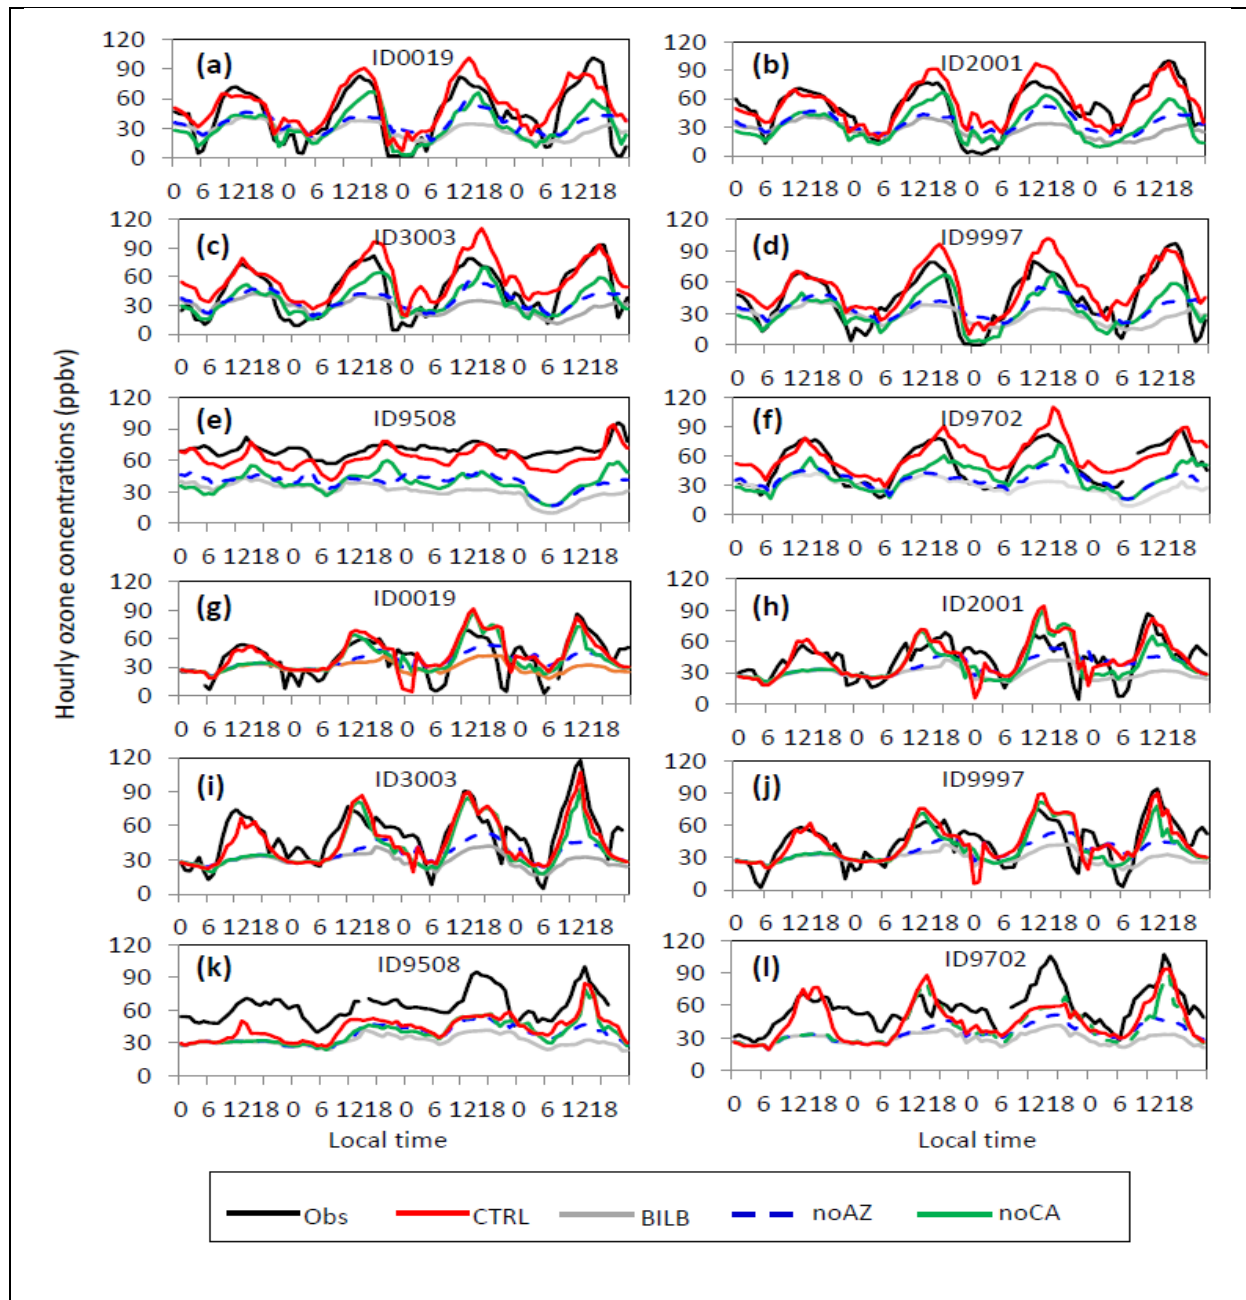 Hourly ozone concentrations (ppbv)
(a) ID0019
120
90
60
30
0
0 6 1218 0 6 1218 0 6 1218 0 6 1218
(b) ID2001
120
90
60
30
0
0 6 1218 0 6 1218 0 6 1218 0 6 1218
(c) ID3003
120
90
60
30
0
0 6 1218 0 6 1218 0 6 1218 0 6 1218
(d) ID9997
120
90
60
30
0
0 6 1218 0 6 1218 0 6 1218 0 6 1218
(e) ID9508
120
90
60
30
0
0 6 1218 0 6 1218 0 6 1218 0 6 1218
(f) ID9702
120
90
60
30
0
0 6 1218 0 6 1218 0 6 1218 0 6 1218
(g) ID0019
120
90
60
30
0
0 6 1218 0 6 1218 0 6 1218 0 6 1218
(h) ID2001
120
90
60
30
0
0 6 1218 0 6 1218 0 6 1218 0 6 1218
(i) ID3003
120
90
60
30
0
0 6 1218 0 6 1218 0 6 1218 0 6 1218
(j) ID9997
120
90
60
30
0
0 6 1218 0 6 1218 0 6 1218 0 6 1218
(k) ID9508
120
90
60
30
0
0 6 1218 0 6 1218 0 6 1218 0 6 1218
Local time
(l) ID9702
120
90
60
30
0
0 6 1218 0 6 1218 0 6 1218 0 6 1218
Local time
Obs CTRL BILB noAZ noCA